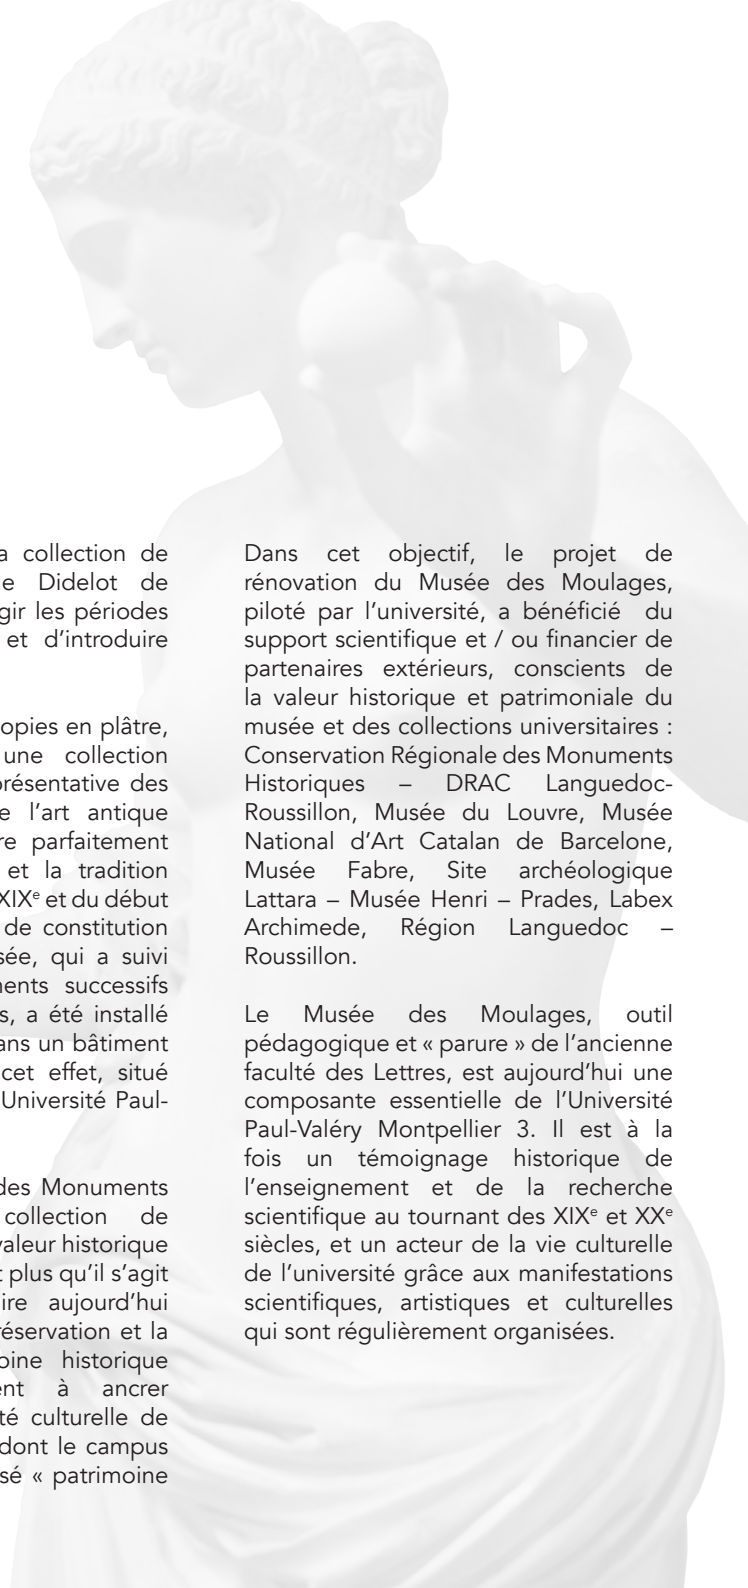 a collection de
e Didelot de
gir les périodes
et d'introduire
opies en plâtre,
une collection
présentative des
e l'art antique
re parfaitement
et la tradition
XIXe et du début
de constitution
sée, qui a suivi
ments successifs
s, a été installé
ans un bâtiment
cet effet, situé
Université Paul-
des Monuments
collection de
valeur historique
t plus qu'il s'agit
ire aujourd'hui
réservation et la
oine historique
ent à ancrer
té culturelle de
dont le campus
sé « patrimoine
Dans cet objectif, le projet de
rénovation du Musée des Moulages,
piloté par l'université, a bénéficié du
support scientifique et / ou financier de
partenaires extérieurs, conscients de
la valeur historique et patrimoniale du
musée et des collections universitaires :
Conservation Régionale des Monuments
Historiques – DRAC Languedoc-
Roussillon, Musée du Louvre, Musée
National d'Art Catalan de Barcelone,
Musée Fabre, Site archéologique
Lattara – Musée Henri – Prades, Labex
Archimede, Région Languedoc –
Roussillon.
Le Musée des Moulages, outil
pédagogique et « parure » de l'ancienne
faculté des Lettres, est aujourd'hui une
composante essentielle de l'Université
Paul-Valéry Montpellier 3. Il est à la
fois un témoignage historique de
l'enseignement et de la recherche
scientifique au tournant des XIXe et XXe
siècles, et un acteur de la vie culturelle
de l'université grâce aux manifestations
scientifiques, artistiques et culturelles
qui sont régulièrement organisées.